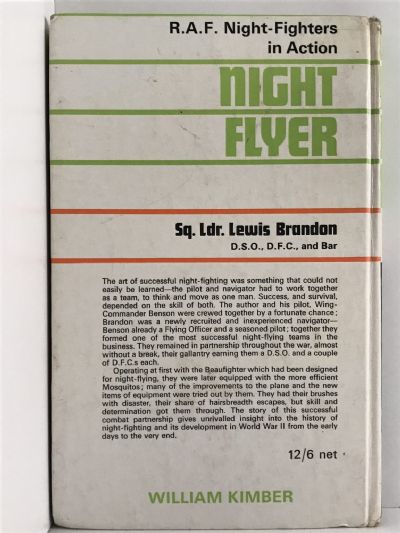 R.A.F. Night-Fighters
in Action
NIGHT
FLYER
Sq. Ldr. Lewis Brandon
D.S.O., D.F.C., and Bar
The art of successful night-fighting was something that could not
easily be learned—the pilot and navigator had to work together
as a team, to think and move as one man. Success, and survival,
depended on the skill of both. The author and his pilot, Wing-
Commander Benson were crewed together by a fortunate chance;
Brandon was a newly recruited and inexperienced navigator—
Benson already a Flying Officer and a seasoned pilot; together they
formed one of the most successful night-flying teams in the
business. They remained in partnership throughout the war, almost
without a break, their gallantry earning them a D.S.O. and a couple
of D.F.C.s each.
Operating at first with the Beaufighter which had been designed
for night-flying, they were later equipped with the more efficient
Mosquitos; many of the improvements to the plane and the new
items of equipment were tried out by them. They had their brushes
with disaster, their share of hairsbreadth escapes, but skill and
determination got them through. The story of this successful
combat partnership gives unrivalled insight into the history of
night-fighting and its development in World War II from the early
days to the very end.
12/6 net
WILLIAM KIMBER